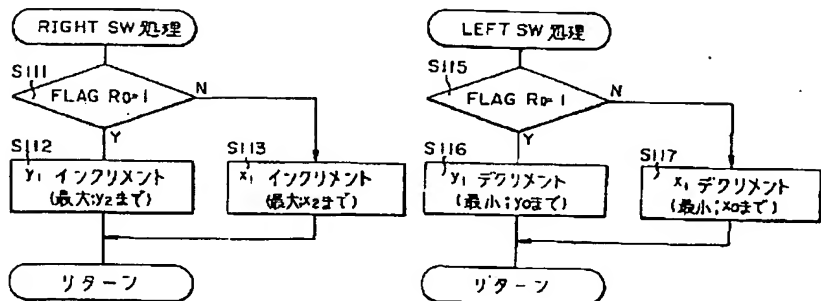 RIGHT SW 処理
S111
FLAG R0=1
N
Y
S112
y1 インクリメント
(最大;y2まで)
S113
x1 インクリメント
(最大;x2まで)
リターン
LEFT SW 処理
S115
FLAG R0=1
N
Y
S116
y1 デクリメント
(最小;y0まで)
S117
x1 デクリメント
(最小;x0まで)
リターン